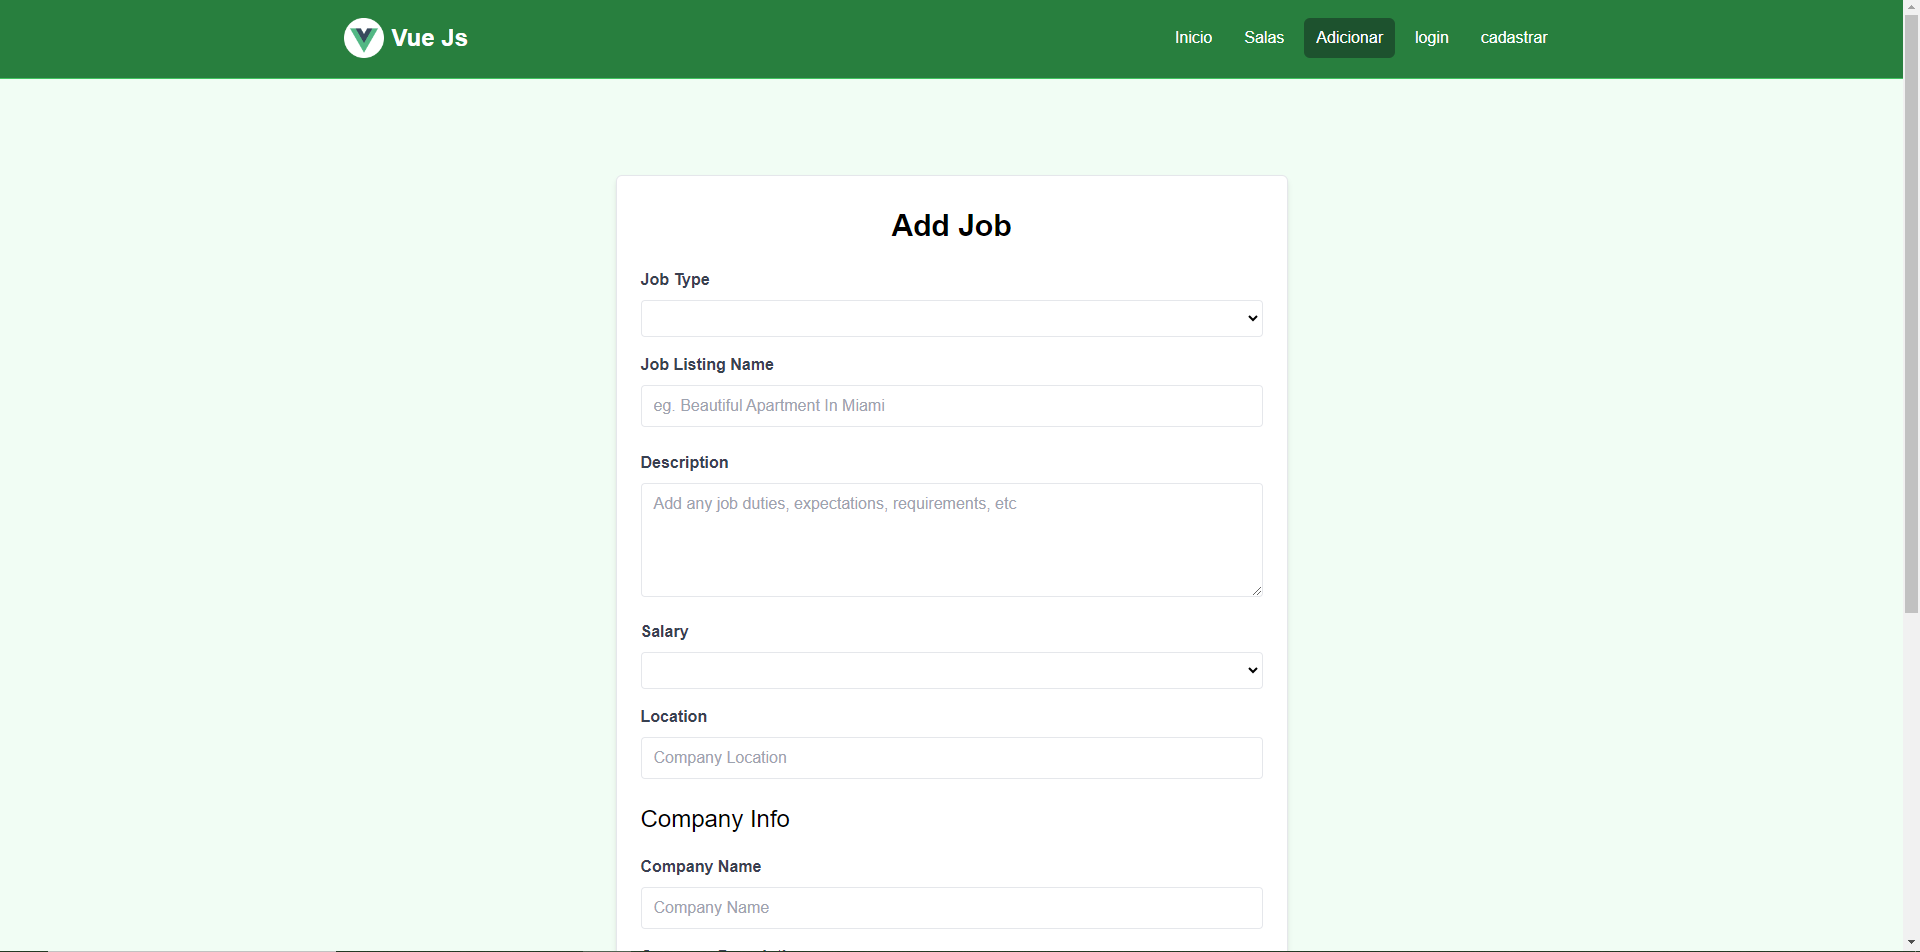 Vue Js
Inicio Salas Adicionar login cadastrar
Add Job
Job Type
Job Listing Name
eg. Beautiful Apartment In Miami
Description
Add any job duties, expectations, requirements, etc
Salary
Location
Company Location
Company Info
Company Name
Company Name